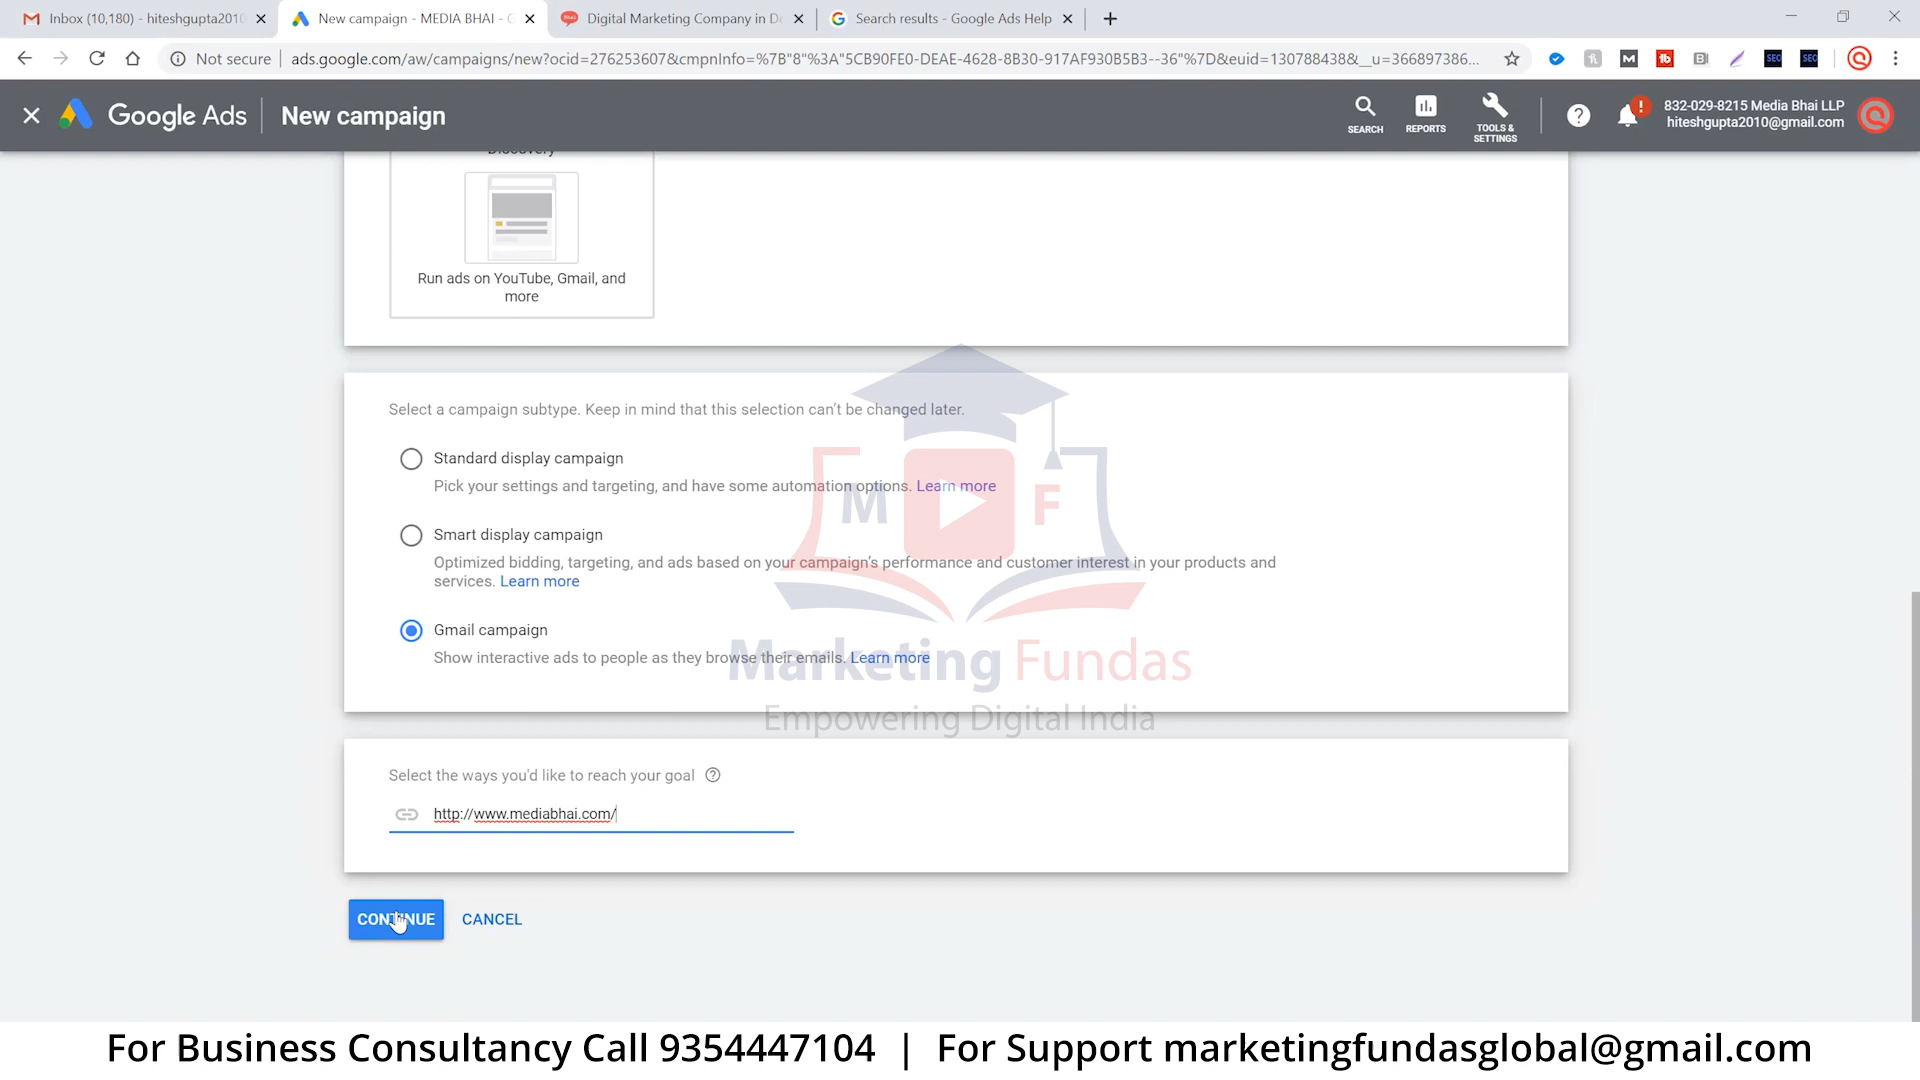 Inbox (10,180) - hiteshgupta2010
New campaign - MEDIA BHAI - G
Digital Marketing Company in De
Search results - Google Ads Help
Not secure
ads.google.com/aw/campaigns/new?ocid=276253607&cmpnInfo=%7B"8"%3A"5CB90FE0-DEAE-4628-8B30-917AF930B5B3--36"%7D&euid=130788438&__u=366897386...
Google Ads
New campaign
SEARCH
REPORTS
TOOLS &
SETTINGS
832-029-8215 Media Bhai LLP
hiteshgupta2010@gmail.com
Discovery
Run ads on YouTube, Gmail, and
more
Select a campaign subtype. Keep in mind that this selection can't be changed later.
Standard display campaign
Pick your settings and targeting, and have some automation options. Learn more
Smart display campaign
Optimized bidding, targeting, and ads based on your campaign's performance and customer interest in your products and
services. Learn more
Gmail campaign
Show interactive ads to people as they browse their emails. Learn more
M F
Marketing Fundas
Empowering Digital India
Select the ways you'd like to reach your goal
http://www.mediabhai.com/
CONTINUE
CANCEL
For Business Consultancy Call 9354447104 | For Support marketingfundasglobal@gmail.com